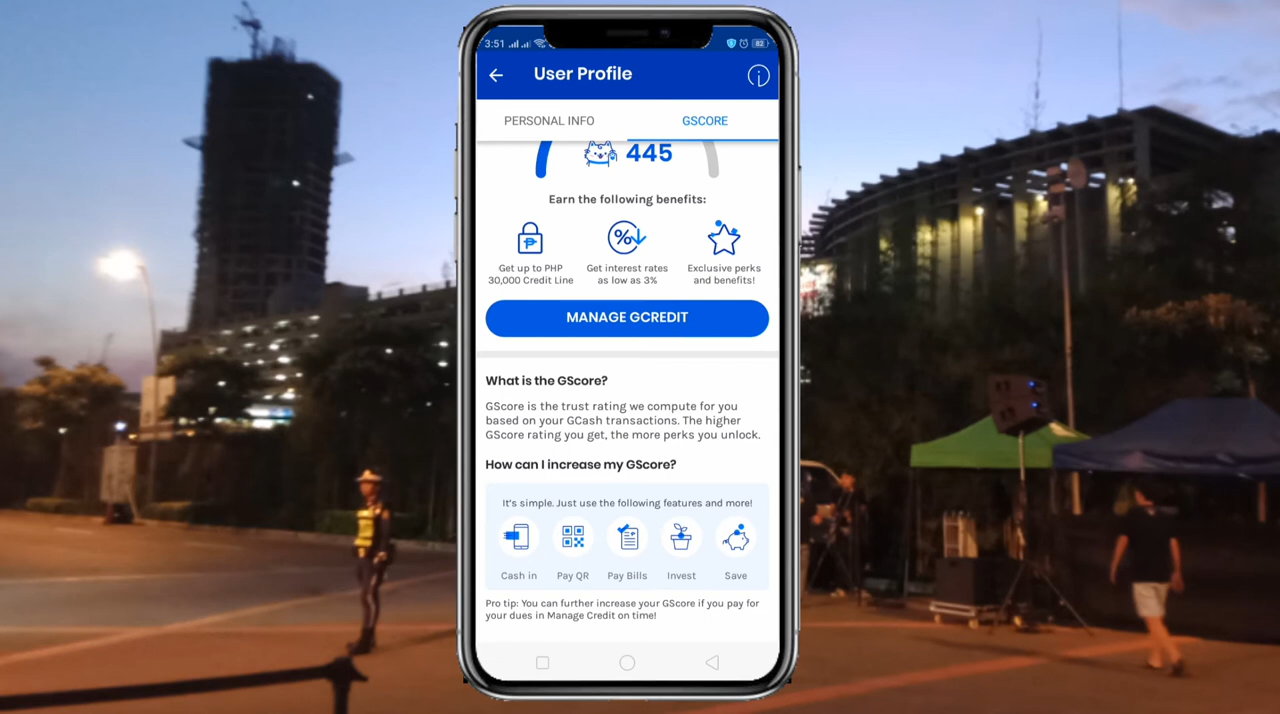 3:51
82
User Profile
PERSONAL INFO
GSCORE
445
Earn the following benefits:
Get up to PHP
30,000 Credit Line
Get interest rates
as low as 3%
Exclusive perks
and benefits!
MANAGE GCREDIT
What is the GScore?
GScore is the trust rating we compute for you
based on your GCash transactions. The higher
GScore rating you get, the more perks you unlock.
How can I increase my GScore?
It's simple. Just use the following features and more!
Cash in
Pay QR
Pay Bills
Invest
Save
Pro tip: You can further increase your GScore if you pay for
your dues in Manage Credit on time!